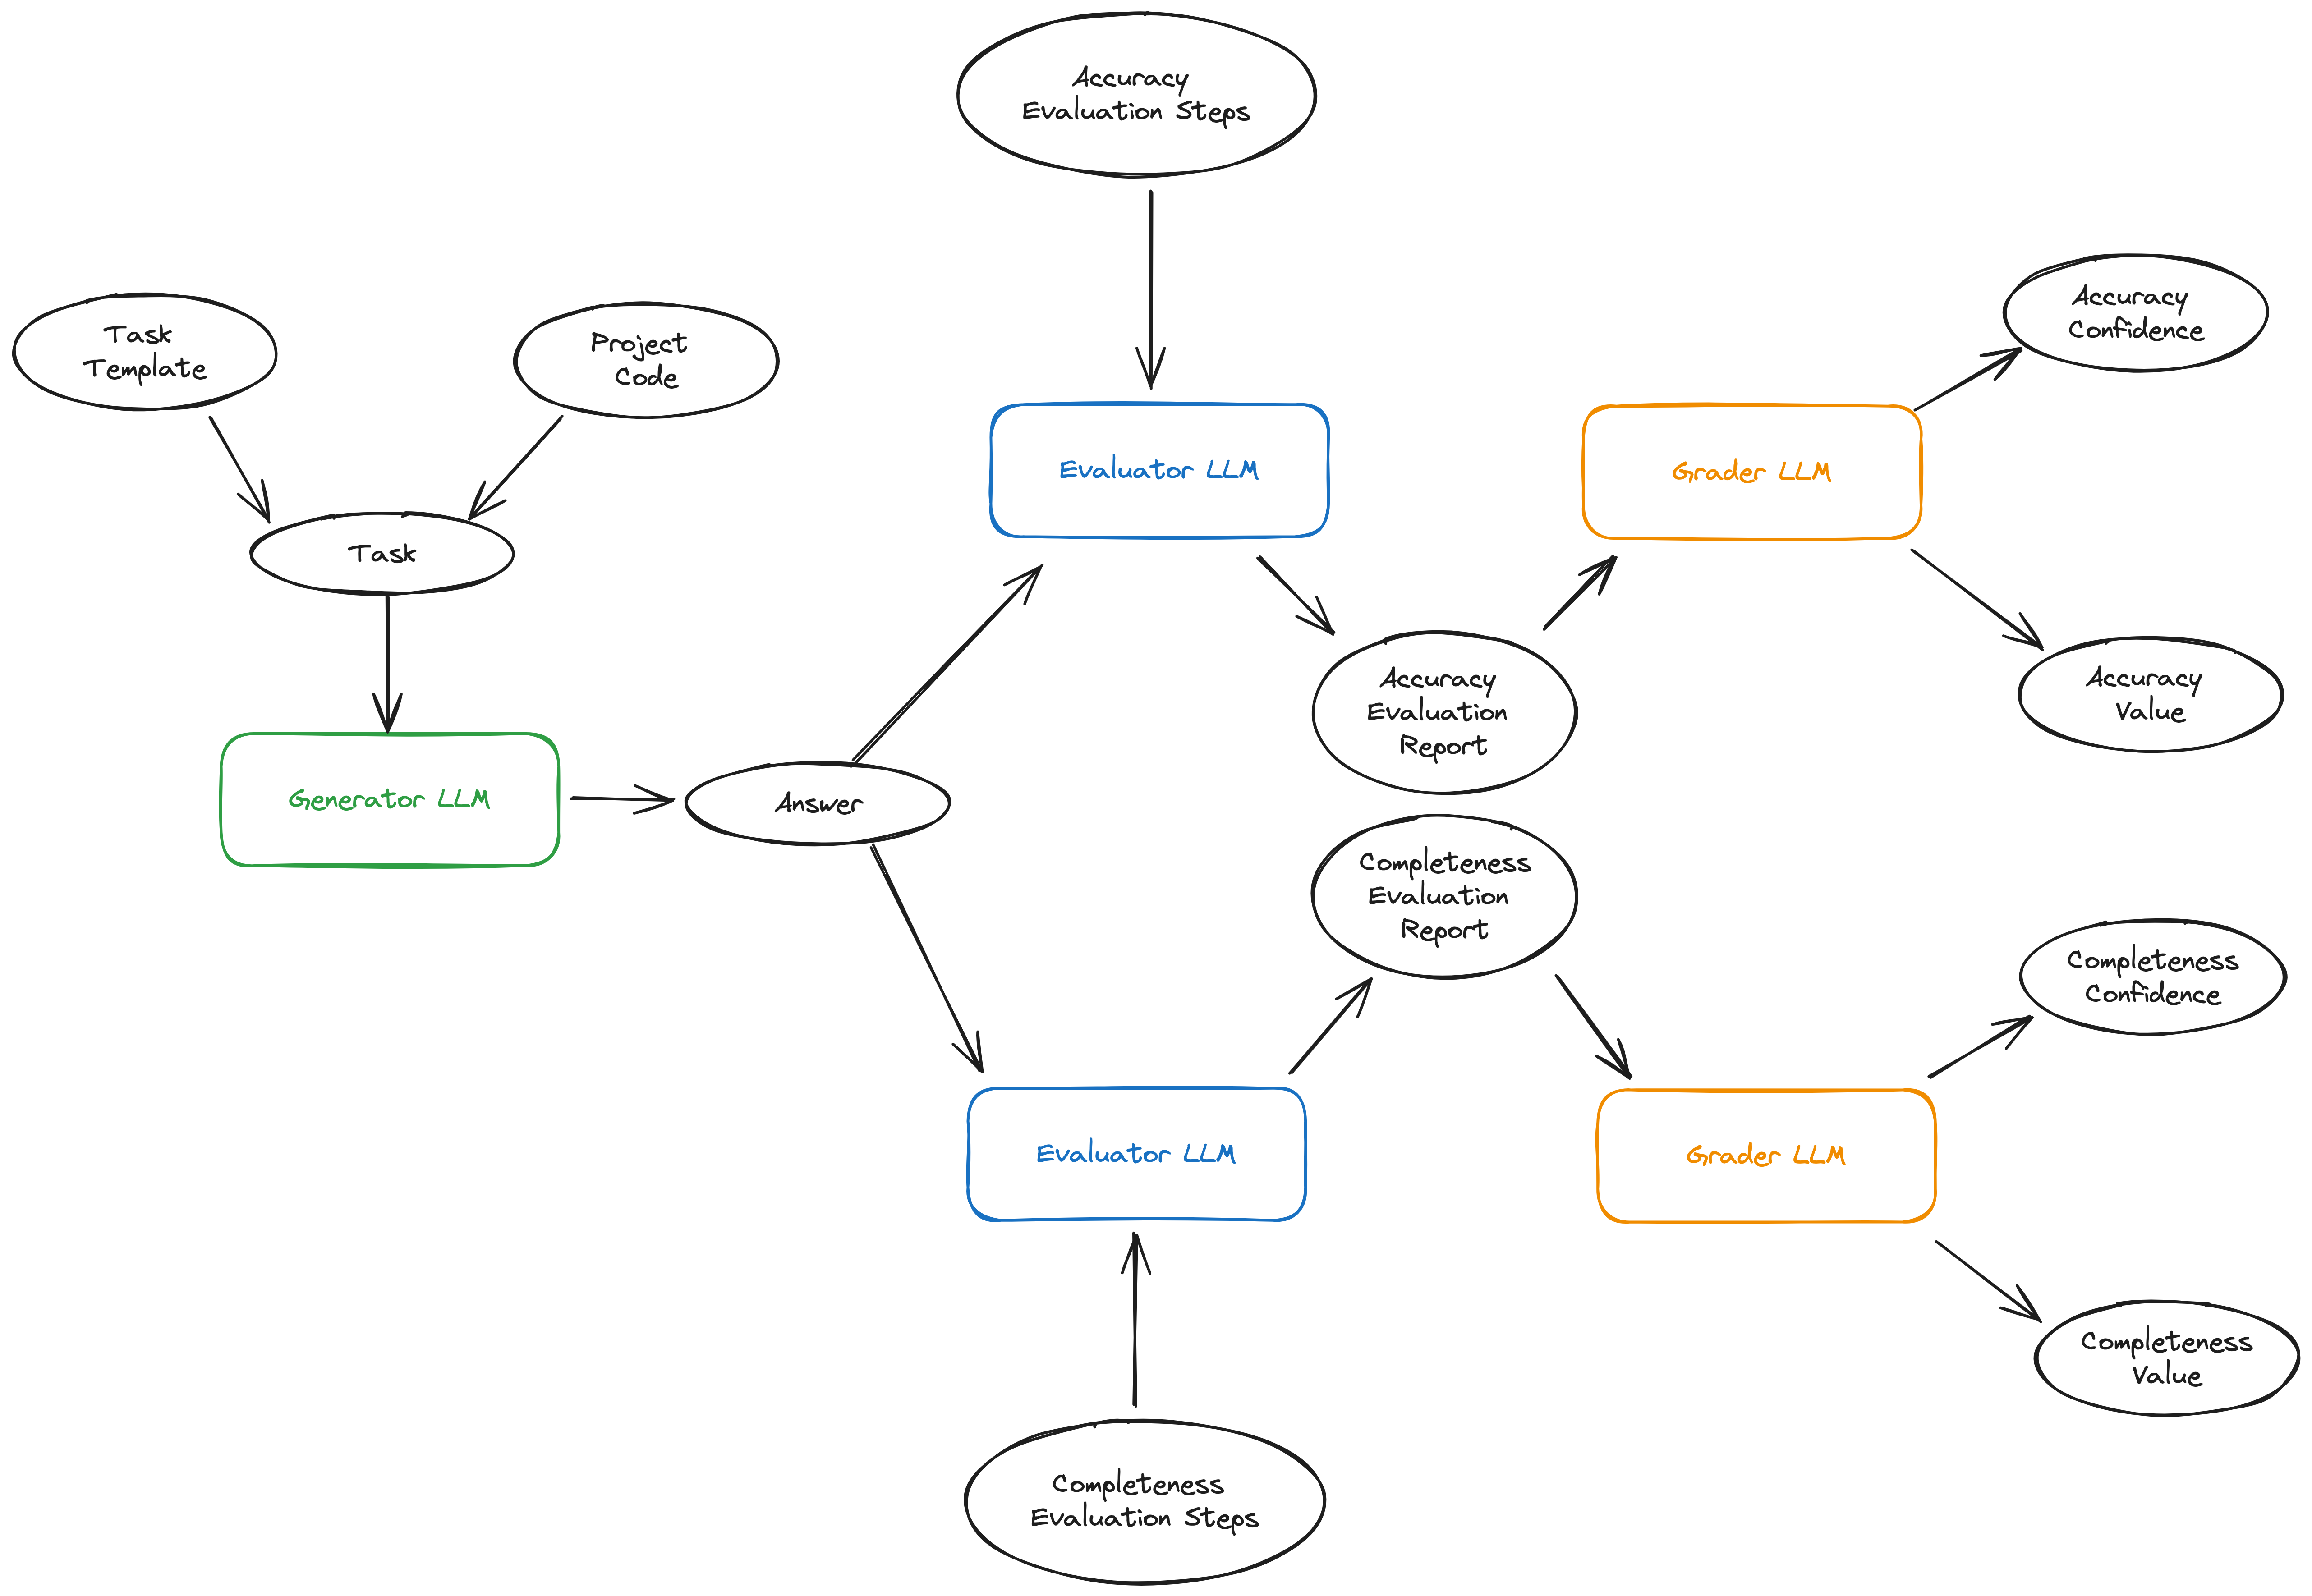 Accuracy
Evaluation Steps
Task
Template
Project
Code
Accuracy
Confidence
Evaluator LLM
Grader LLM
Task
Accuracy
Evaluation
Report
Accuracy
Value
Generator LLM
Answer
Completeness
Evaluation
Report
Completeness
Confidence
Evaluator LLM
Grader LLM
Completeness
Value
Completeness
Evaluation Steps